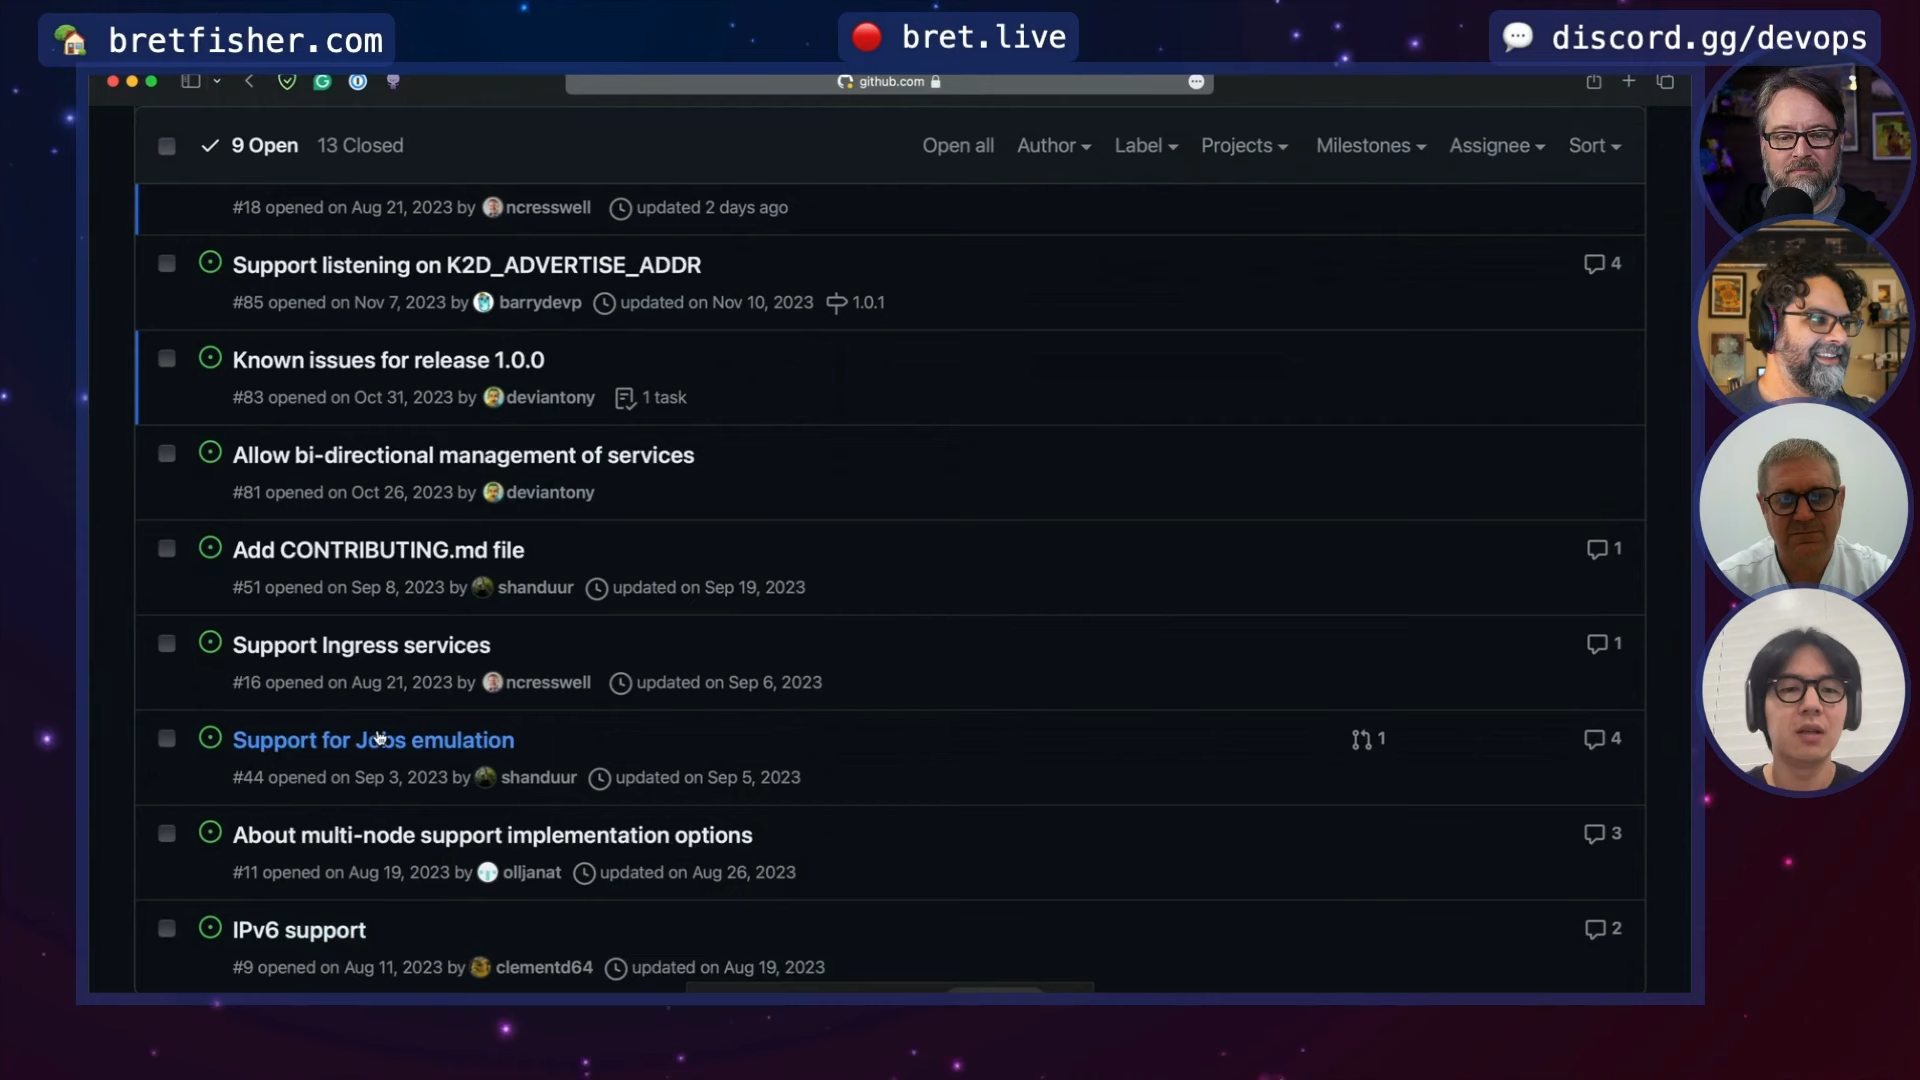 bretfisher.com
bret.live
discord.gg/devops
github.com
9 Open 13 Closed
Open all Author Label Projects Milestones Assignee Sort
#18 opened on Aug 21, 2023 by ncresswell updated 2 days ago
Support listening on K2D_ADVERTISE_ADDR
4
#85 opened on Nov 7, 2023 by barrydevp updated on Nov 10, 2023 1.0.1
Known issues for release 1.0.0
#83 opened on Oct 31, 2023 by deviantony 1 task
Allow bi-directional management of services
#81 opened on Oct 26, 2023 by deviantony
Add CONTRIBUTING.md file
1
#51 opened on Sep 8, 2023 by shanduur updated on Sep 19, 2023
Support Ingress services
1
#16 opened on Aug 21, 2023 by ncresswell updated on Sep 6, 2023
Support for Jobs emulation
1
4
#44 opened on Sep 3, 2023 by shanduur updated on Sep 5, 2023
About multi-node support implementation options
3
#11 opened on Aug 19, 2023 by olljanat updated on Aug 26, 2023
IPv6 support
2
#9 opened on Aug 11, 2023 by clementd64 updated on Aug 19, 2023